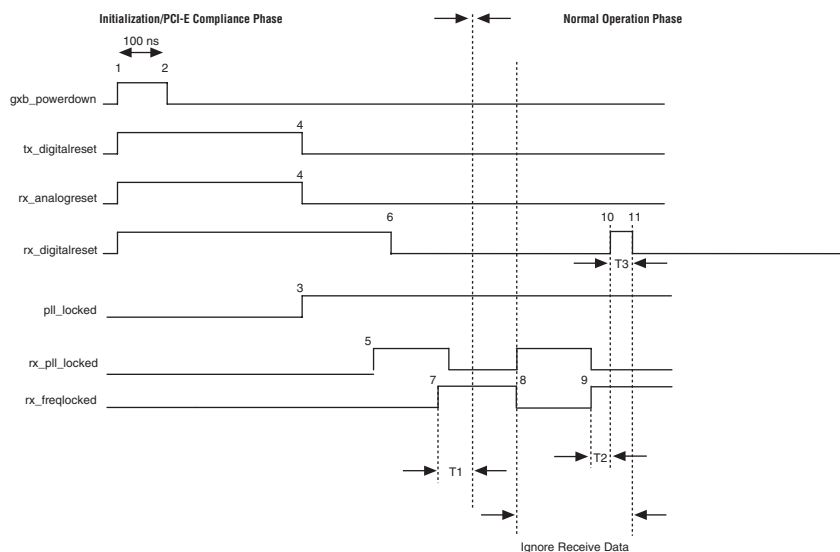 Initialization/PCI-E Compliance Phase
Normal Operation Phase
100 ns
1 2
gxb_powerdown
4
tx_digitalreset
4
rx_analogreset
6 10 11
rx_digitalreset
T3
3
pll_locked
5
rx_pll_locked
7 8 9
rx_freqlocked
T1 T2
Ignore Receive Data